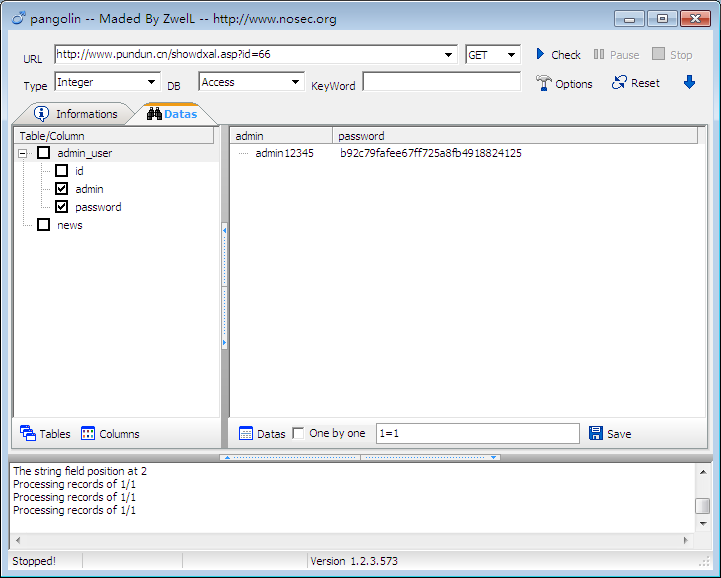 pangolin -- Maded By ZwelL -- http://www.nosec.org
URL http://www.pundun.cn/showdxal.asp?id=66 GET Check Pause Stop
Type Integer DB Access KeyWord Options Reset
Informations Datas
Table/Column
admin_user
id
admin
password
news
admin password
admin12345 b92c79fafee67ff725a8fb4918824125
Tables Columns
Datas One by one 1=1 Save
The string field position at 2
Processing records of 1/1
Processing records of 1/1
Processing records of 1/1
Stopped! Version 1.2.3.573